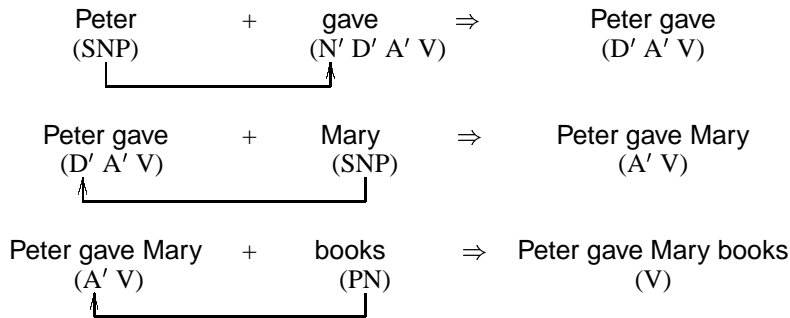 Peter + gave ⇒ Peter gave
(SNP) (N′ D′ A′ V) (D′ A′ V)
Peter gave + Mary ⇒ Peter gave Mary
(D′ A′ V) (SNP) (A′ V)
Peter gave Mary + books ⇒ Peter gave Mary books
(A′ V) (PN) (V)